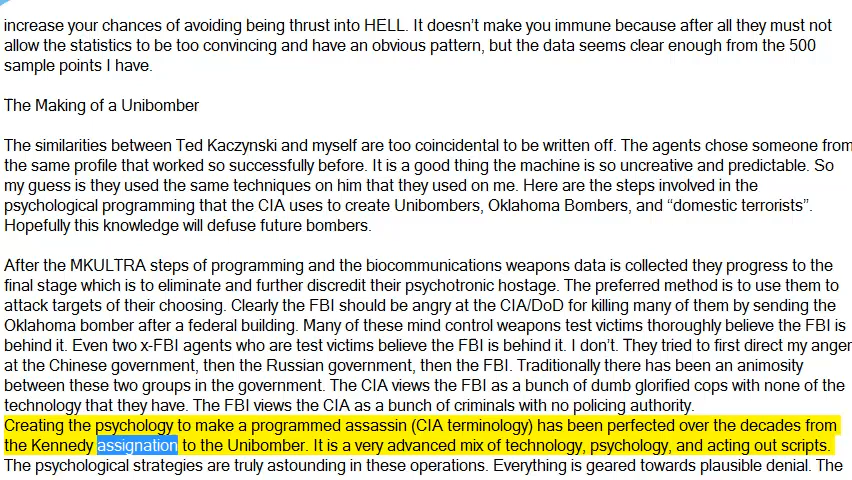 increase your chances of avoiding being thrust into HELL. It doesn’t make you immune because after all they must not
allow the statistics to be too convincing and have an obvious pattern, but the data seems clear enough from the 500
sample points I have.
The Making of a Unibomber
The similarities between Ted Kaczynski and myself are too coincidental to be written off. The agents chose someone from
the same profile that worked so successfully before. It is a good thing the machine is so uncreative and predictable. So
my guess is they used the same techniques on him that they used on me. Here are the steps involved in the
psychological programming that the CIA uses to create Unibombers, Oklahoma Bombers, and “domestic terrorists”.
Hopefully this knowledge will defuse future bombers.
After the MKULTRA steps of programming and the biocommunications weapons data is collected they progress to the
final stage which is to eliminate and further discredit their psychotronic hostage. The preferred method is to use them to
attack targets of their choosing. Clearly the FBI should be angry at the CIA/DoD for killing many of them by sending the
Oklahoma bomber after a federal building. Many of these mind control weapons test victims thoroughly believe the FBI is
behind it. Even two x-FBI agents who are test victims believe the FBI is behind it. I don’t. They tried to first direct my anger
at the Chinese government, then the Russian government, then the FBI. Traditionally there has been an animosity
between these two groups in the government. The CIA views the FBI as a bunch of dumb glorified cops with none of the
technology that they have. The FBI views the CIA as a bunch of criminals with no policing authority.
Creating the psychology to make a programmed assassin (CIA terminology) has been perfected over the decades from
the Kennedy assignation to the Unibomber. It is a very advanced mix of technology, psychology, and acting out scripts.
The psychological strategies are truly astounding in these operations. Everything is geared towards plausible denial. The